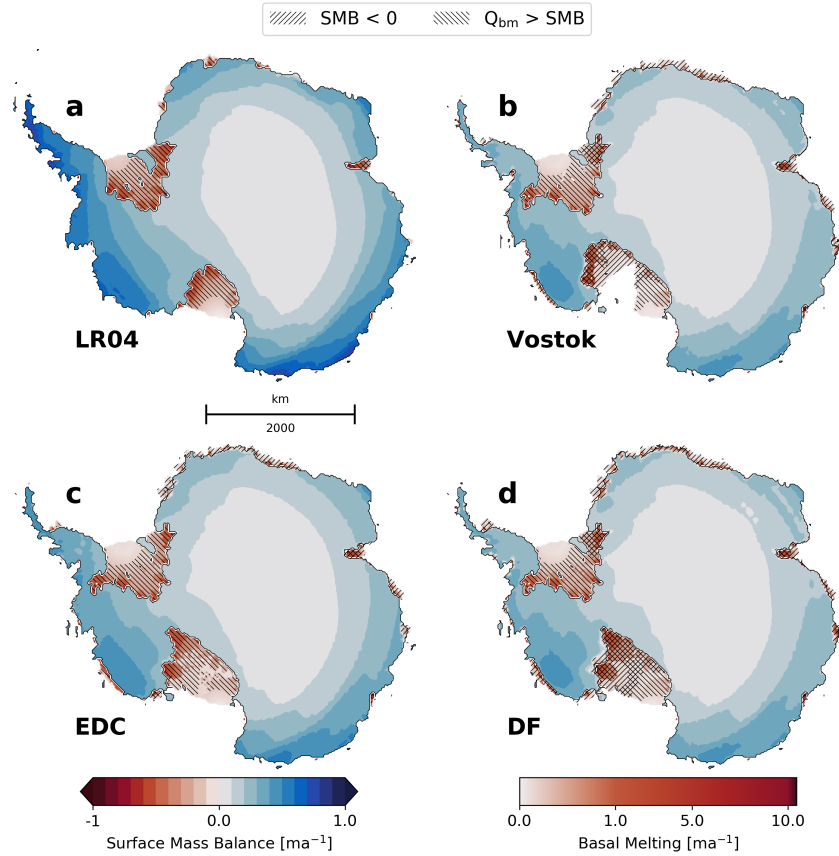 SMB < 0 Q_bm > SMB
a
b
LR04
Vostok
km
2000
c
d
EDC
DF
-1 0.0 1.0
Surface Mass Balance [ma⁻¹]
0.0 1.0 5.0 10.0
Basal Melting [ma⁻¹]